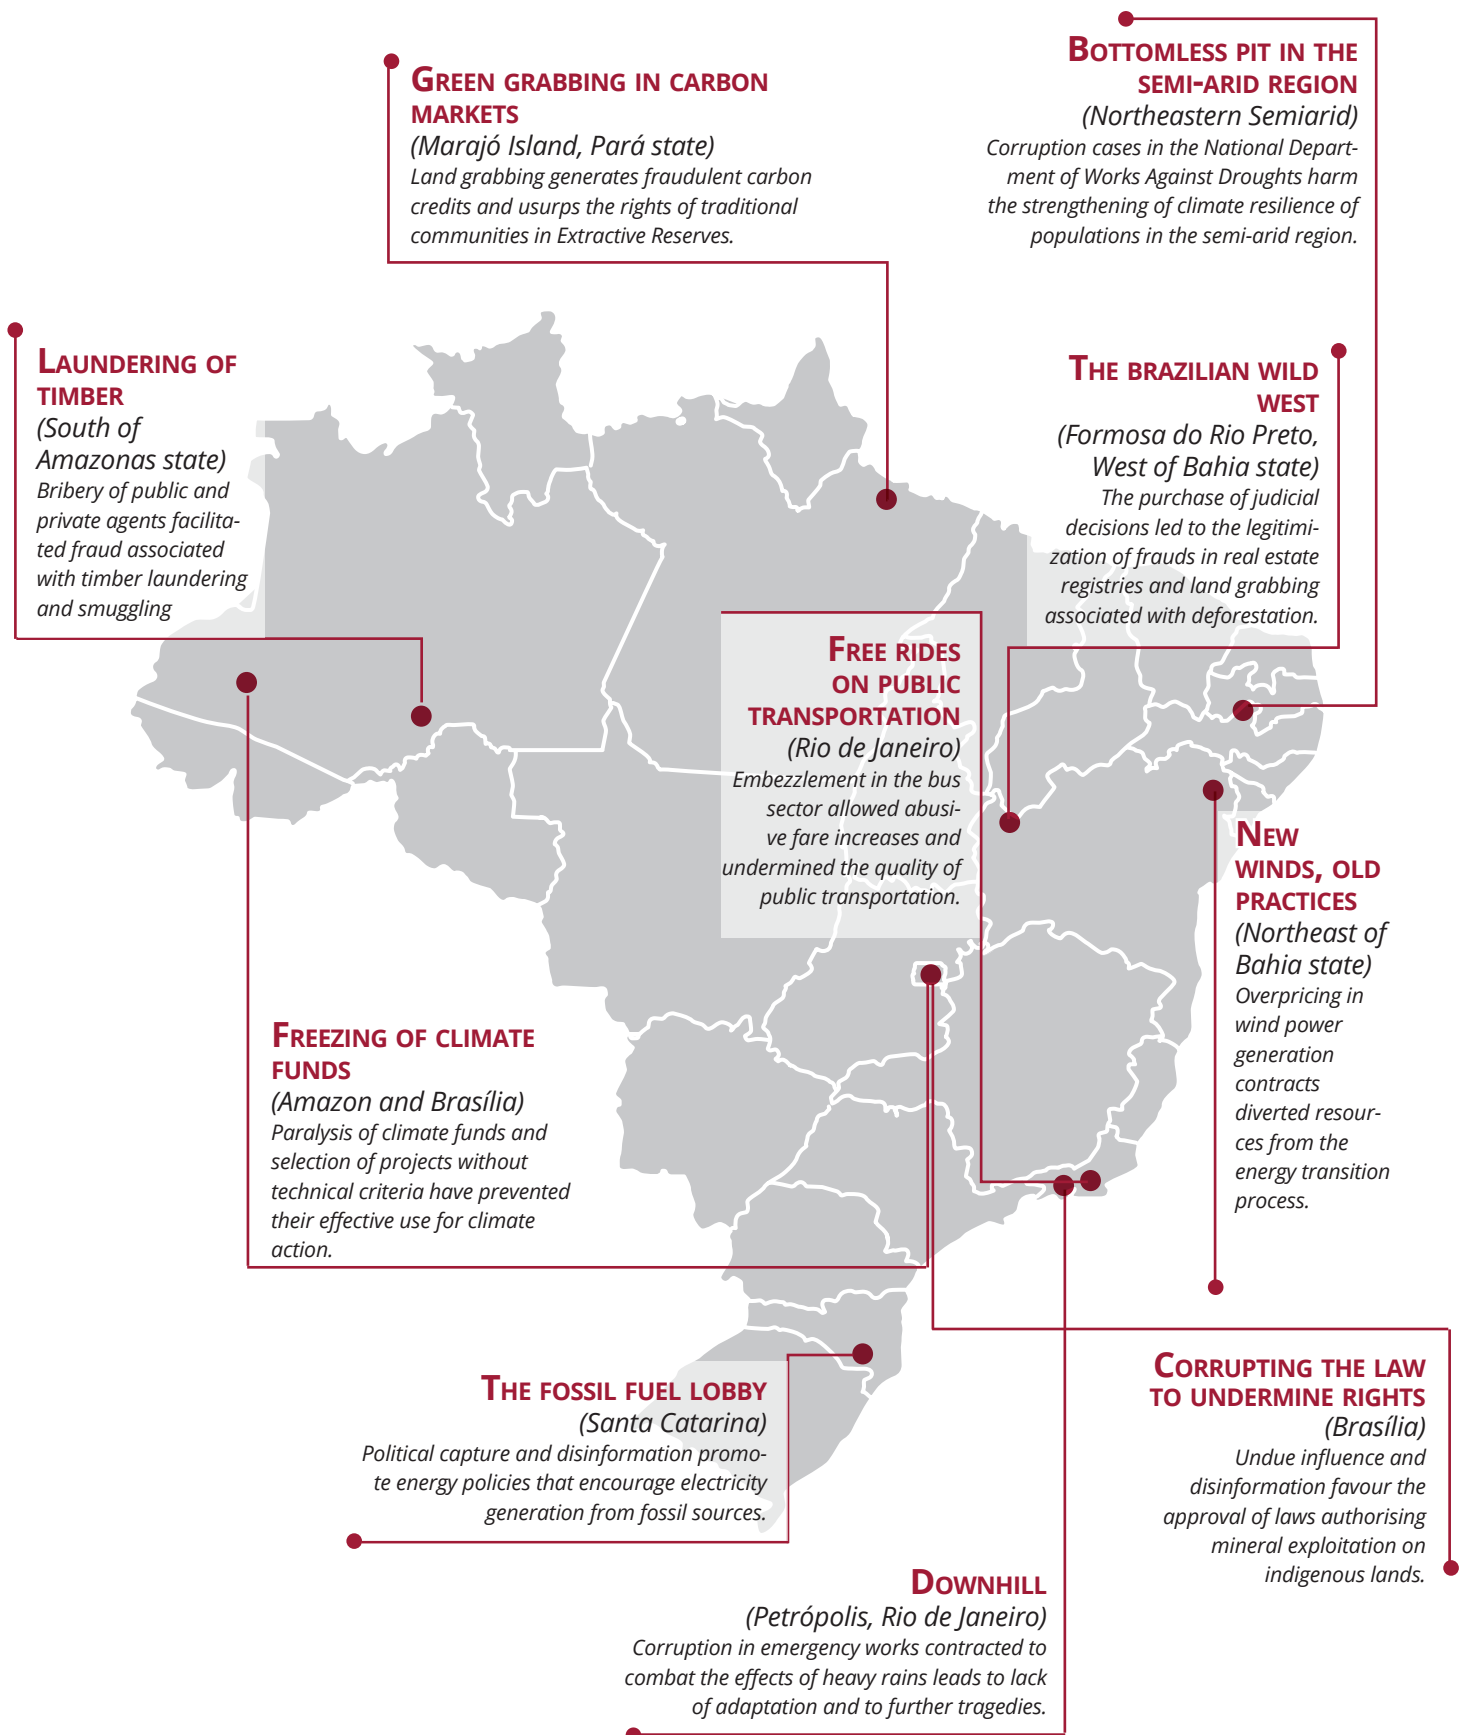 GREEN GRABBING IN CARBON
MARKETS
(Marajó Island, Pará state)
Land grabbing generates fraudulent carbon
credits and usurps the rights of traditional
communities in Extractive Reserves.
BOTTOMLESS PIT IN THE
SEMI-ARID REGION
(Northeastern Semiarid)
Corruption cases in the National Depart-
ment of Works Against Droughts harm
the strengthening of climate resilience of
populations in the semi-arid region.
LAUNDERING OF
TIMBER
(South of
Amazonas state)
Bribery of public and
private agents facilita-
ted fraud associated
with timber laundering
and smuggling
THE BRAZILIAN WILD
WEST
(Formosa do Rio Preto,
West of Bahia state)
The purchase of judicial
decisions led to the legitimi-
zation of frauds in real estate
registries and land grabbing
associated with deforestation.
FREE RIDES
ON PUBLIC
TRANSPORTATION
(Rio de Janeiro)
Embezzlement in the bus
sector allowed abusi-
ve fare increases and
undermined the quality of
public transportation.
NEW
WINDS, OLD
PRACTICES
(Northeast of
Bahia state)
Overpricing in
wind power
generation
contracts
diverted resour-
ces from the
energy transition
process.
FREEZING OF CLIMATE
FUNDS
(Amazon and Brasília)
Paralysis of climate funds and
selection of projects without
technical criteria have prevented
their effective use for climate
action.
THE FOSSIL FUEL LOBBY
(Santa Catarina)
Political capture and disinformation promo-
te energy policies that encourage electricity
generation from fossil sources.
CORRUPTING THE LAW
TO UNDERMINE RIGHTS
(Brasília)
Undue influence and
disinformation favour the
approval of laws authorising
mineral exploitation on
indigenous lands.
DOWNHILL
(Petrópolis, Rio de Janeiro)
Corruption in emergency works contracted to
combat the effects of heavy rains leads to lack
of adaptation and to further tragedies.